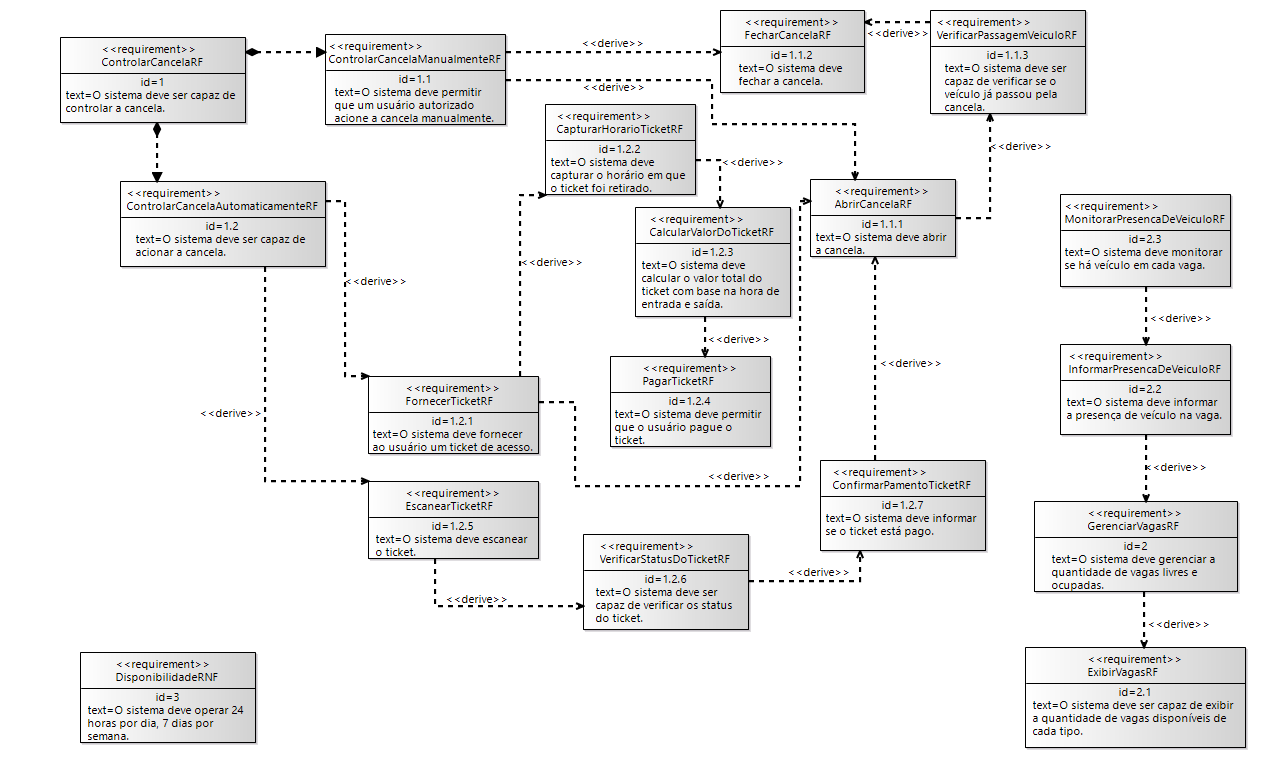 <<requirement>>
ControlarCancelaRF
id=1
text=O sistema deve ser capaz de
controlar a cancela.
<<requirement>>
ControlarCancelaManualmenteRF
id=1.1
text=O sistema deve permitir
que um usuário autorizado
acione a cancela manualmente.
<<derive>>
<<derive>>
<<requirement>>
FecharCancelaRF
id=1.1.2
text=O sistema deve
fechar a cancela.
<<derive>>
<<requirement>>
VerificarPassagemVeiculoRF
id=1.1.3
text=O sistema deve ser
capaz de verificar se o
veículo já passou pela
cancela.
<<derive>>
<<requirement>>
CapturarHorarioTicketRF
id=1.2.2
text=O sistema deve
capturar o horário em que
o ticket foi retirado.
<<derive>>
<<requirement>>
ControlarCancelaAutomaticamenteRF
id=1.2
text=O sistema deve ser capaz de
acionar a cancela.
<<requirement>>
CalcularValorDoTicketRF
id=1.2.3
text=O sistema deve
calcular o valor total do
ticket com base na hora de
entrada e saída.
<<requirement>>
AbrirCancelaRF
id=1.1.1
text=O sistema deve abrir
a cancela.
<<requirement>>
MonitorarPresencaDeVeiculoRF
id=2.3
text=O sistema deve monitorar
se há veículo em cada vaga.
<<derive>>
<<derive>>
<<derive>>
<<derive>>
<<derive>>
<<requirement>>
PagarTicketRF
id=1.2.4
text=O sistema deve permitir
que o usuário pague o
ticket.
<<requirement>>
InformarPresencaDeVeiculoRF
id=2.2
text=O sistema deve informar
a presença de veículo na vaga.
<<requirement>>
FornecerTicketRF
id=1.2.1
text=O sistema deve fornecer
ao usuário um ticket de acesso.
<<derive>>
<<derive>>
<<derive>>
<<requirement>>
ConfirmarPamentoTicketRF
id=1.2.7
text=O sistema deve informar
se o ticket está pago.
<<requirement>>
EscanearTicketRF
id=1.2.5
text=O sistema deve escanear
o ticket.
<<derive>>
<<requirement>>
VerificarStatusDoTicketRF
id=1.2.6
text=O sistema deve ser
capaz de verificar os status
do ticket.
<<derive>>
<<requirement>>
GerenciarVagasRF
id=2
text=O sistema deve gerenciar a
quantidade de vagas livres e
ocupadas.
<<derive>>
<<requirement>>
DisponibilidadeRNF
id=3
text=O sistema deve operar 24
horas por dia, 7 dias por
semana.
<<requirement>>
ExibirVagasRF
id=2.1
text=O sistema deve ser capaz de exibir
a quantidade de vagas disponíveis de
cada tipo.